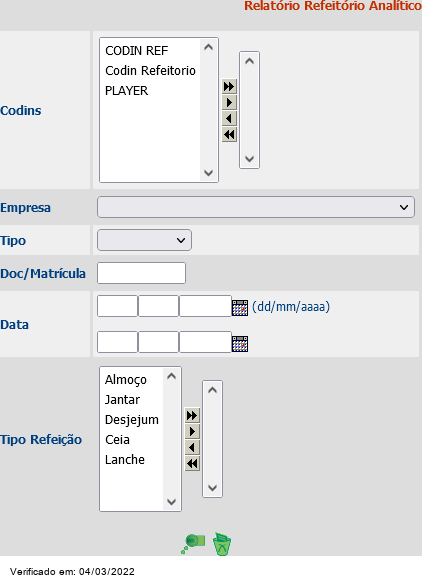 Relatório Refeitório Analítico
Codins
CODIN REF
Codin Refeitorio
PLAYER
Empresa
Tipo
Doc/Matrícula
Data
(dd/mm/aaaa)
Tipo Refeição
Almoço
Jantar
Desjejum
Ceia
Lanche
Verificado em: 04/03/2022